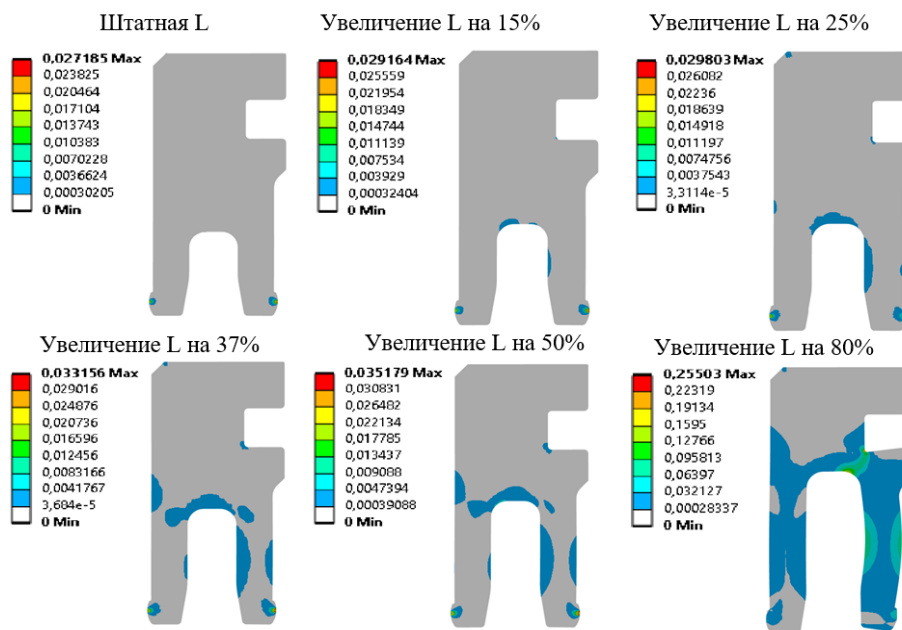 Штатная L
0,027185 Max
0,023825
0,020464
0,017104
0,013743
0,010383
0,0070228
0,0036624
0,00030205
0 Min
Увеличение L на 15%
0,029164 Max
0,025559
0,021954
0,018349
0,014744
0,011139
0,007534
0,003929
0,00032404
0 Min
Увеличение L на 25%
0,029803 Max
0,026082
0,02236
0,018639
0,014918
0,011197
0,0074756
0,0037543
3,3114e-5
0 Min
Увеличение L на 37%
0,033156 Max
0,029016
0,024876
0,020736
0,016596
0,012456
0,0083166
0,0041767
3,684e-5
0 Min
Увеличение L на 50%
0,035179 Max
0,030831
0,026482
0,022134
0,017785
0,013437
0,009088
0,0047394
0,00039088
0 Min
Увеличение L на 80%
0,25503 Max
0,22319
0,19134
0,1595
0,12766
0,095813
0,06397
0,032127
0,00028337
0 Min